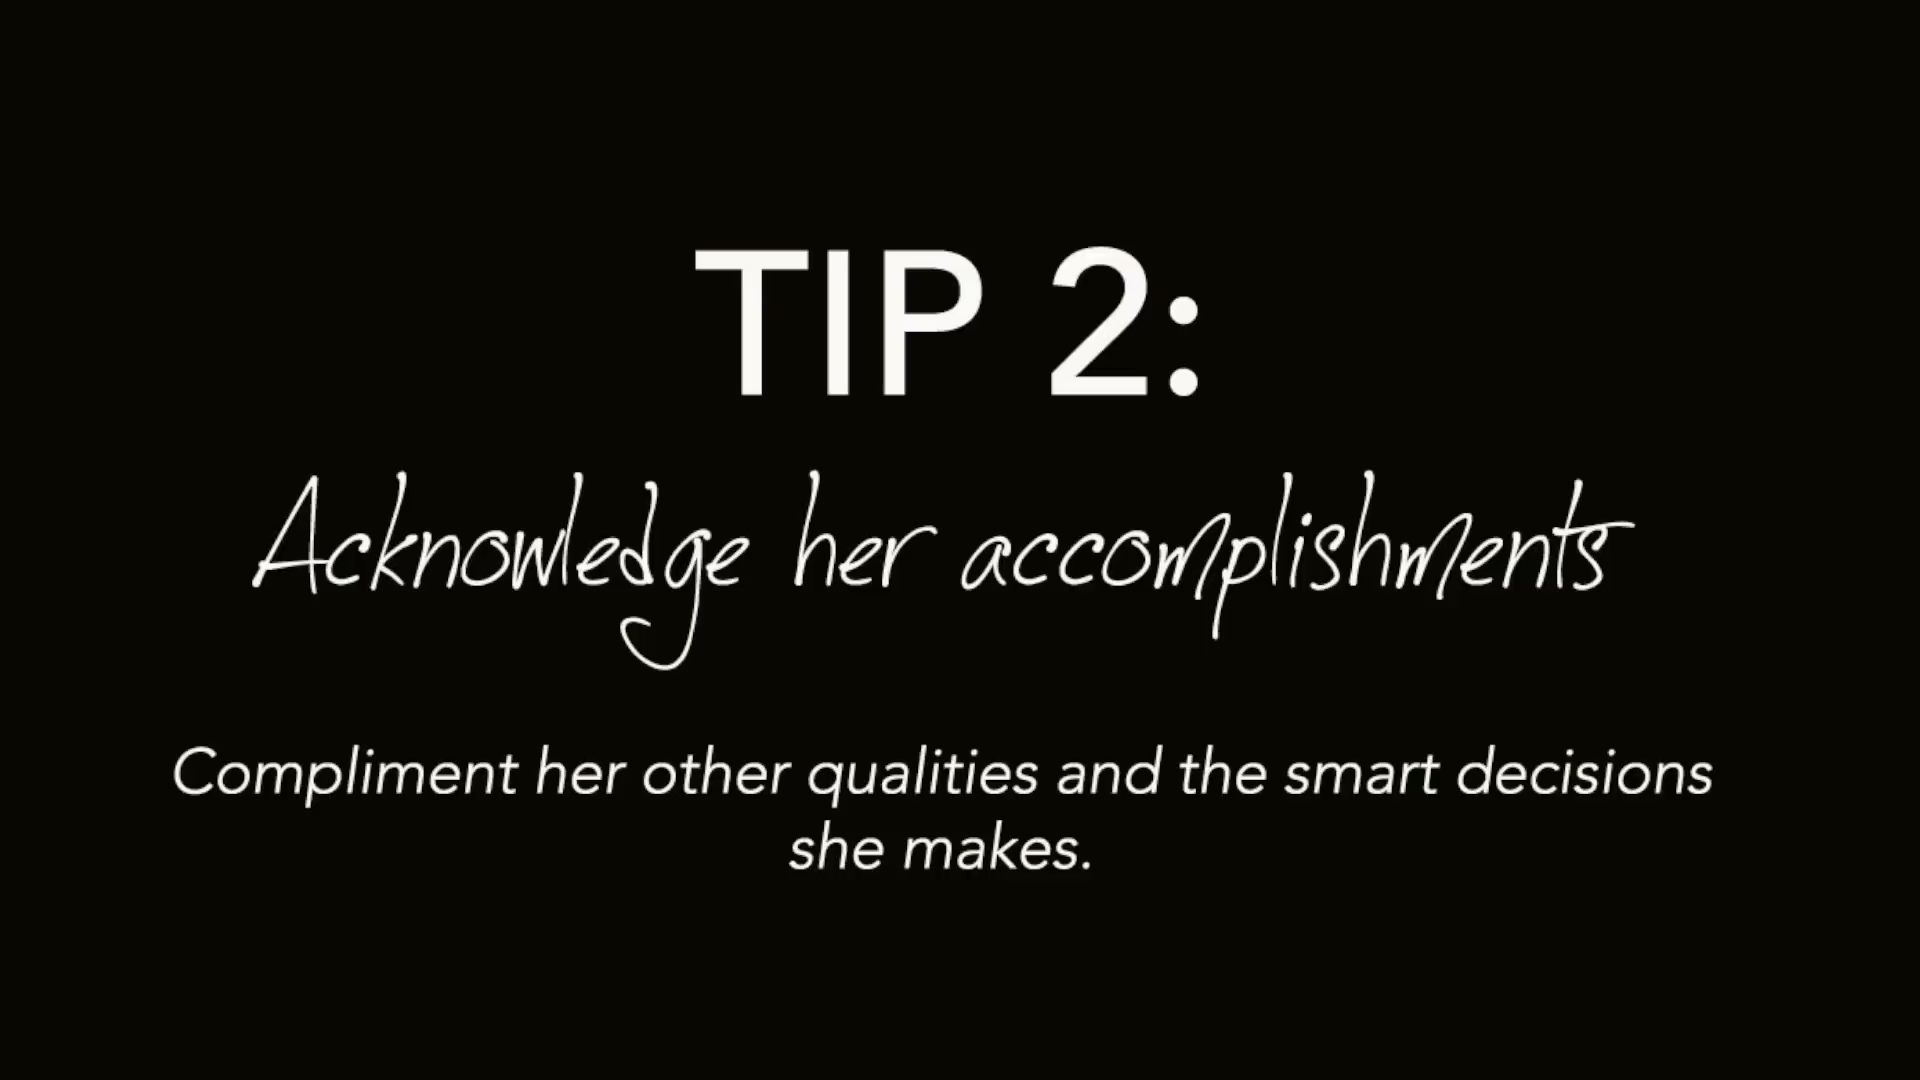 TIP 2:
Acknowledge her accomplishments
Compliment her other qualities and the smart decisions
she makes.